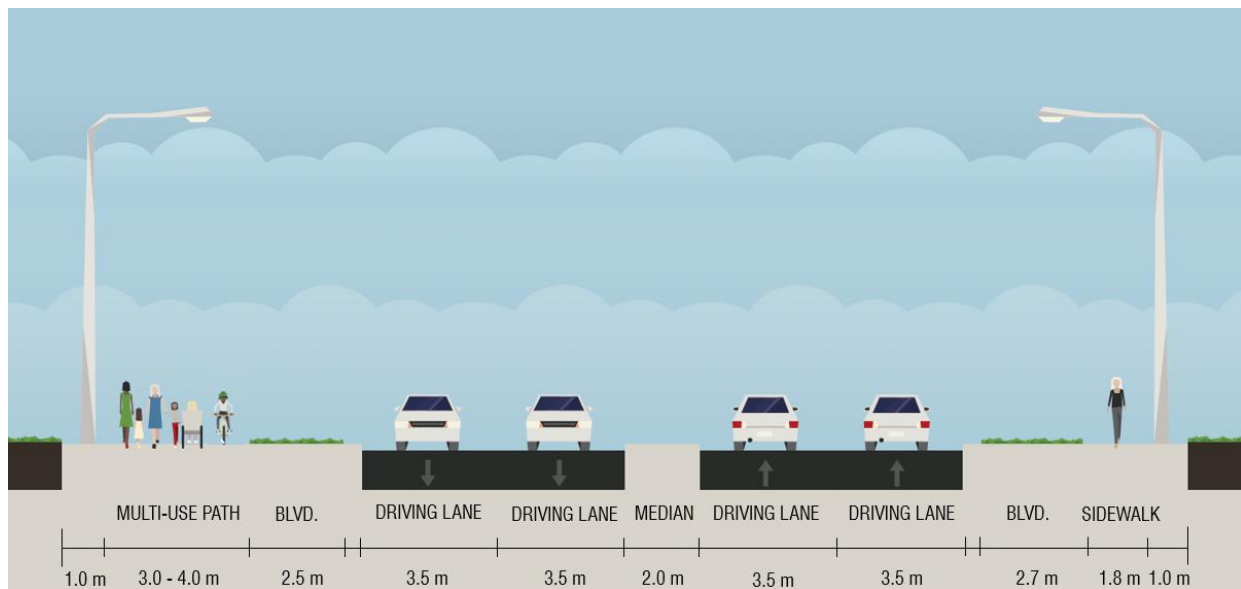 MULTI-USE PATH BLVD. DRIVING LANE DRIVING LANE MEDIAN DRIVING LANE DRIVING LANE BLVD. SIDEWALK
1.0 m 3.0 - 4.0 m 2.5 m 3.5 m 3.5 m 2.0 m 3.5 m 3.5 m 2.7 m 1.8 m 1.0 m